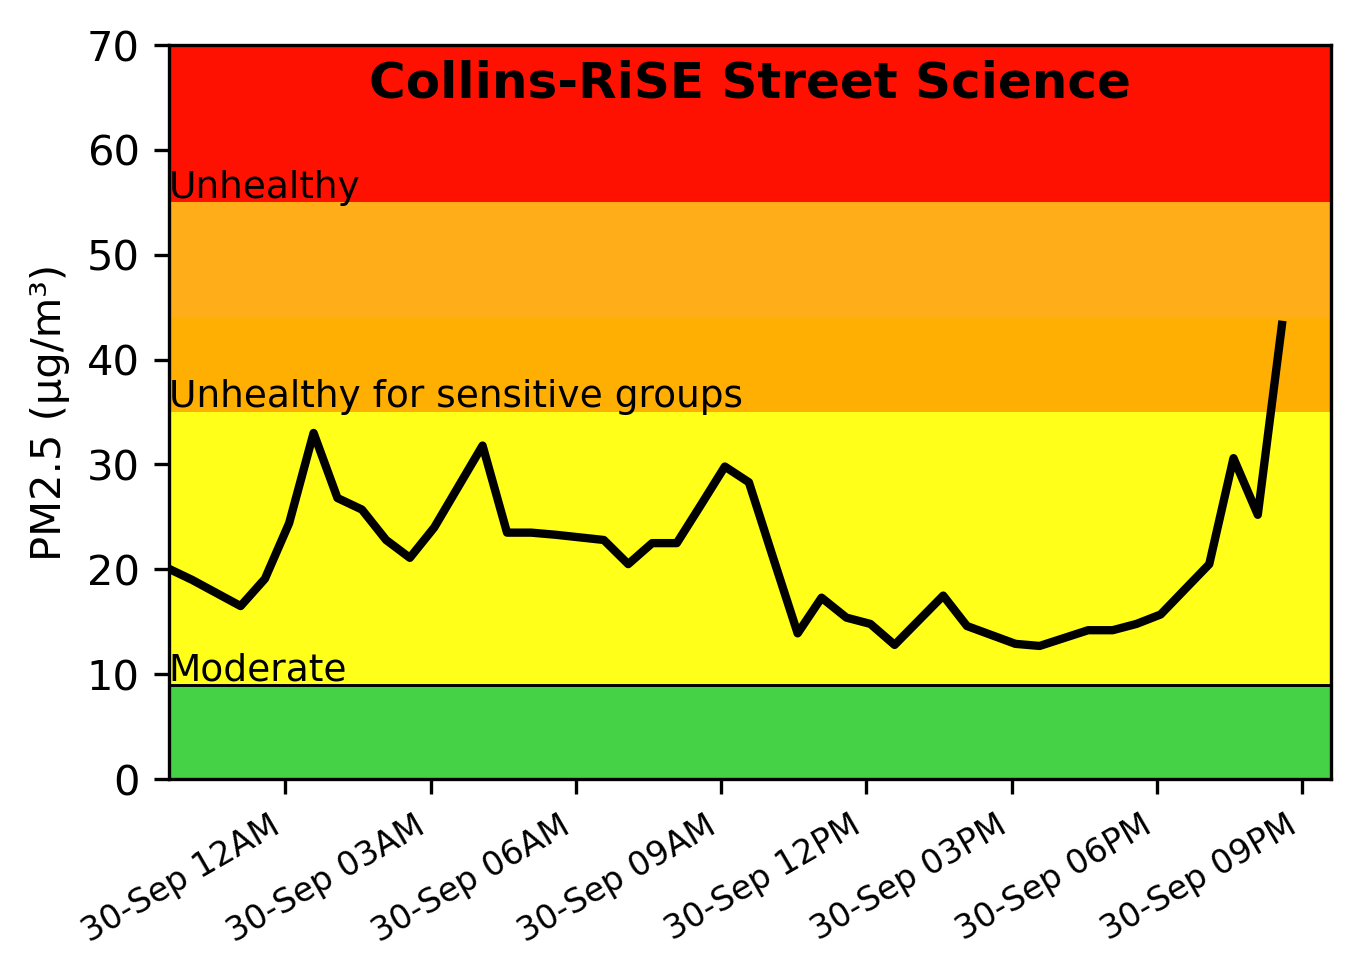 Collins-RiSE Street Science
70
60
Unhealthy
50
40
Unhealthy for sensitive groups
30
20
Moderate
10
0
PM2.5 (µg/m³)
30-Sep 12AM
30-Sep 03AM
30-Sep 06AM
30-Sep 09AM
30-Sep 12PM
30-Sep 03PM
30-Sep 06PM
30-Sep 09PM